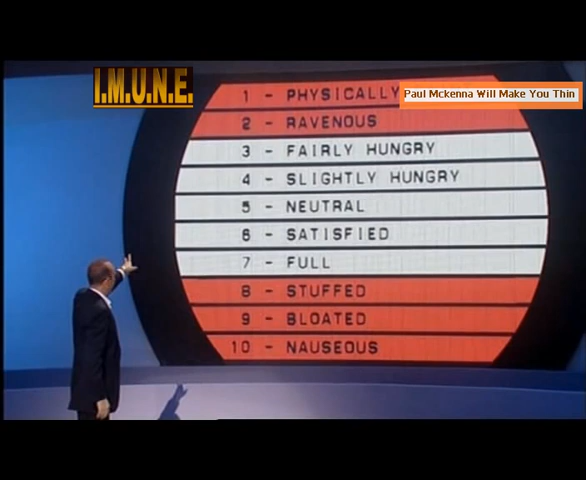 I.M.U.N.E.
Paul Mckenna Will Make You Thin
1 - PHYSICALLY
2 - RAVENOUS
3 - FAIRLY HUNGRY
4 - SLIGHTLY HUNGRY
5 - NEUTRAL
6 - SATISFIED
7 - FULL
8 - STUFFED
9 - BLOATED
10 - NAUSEOUS